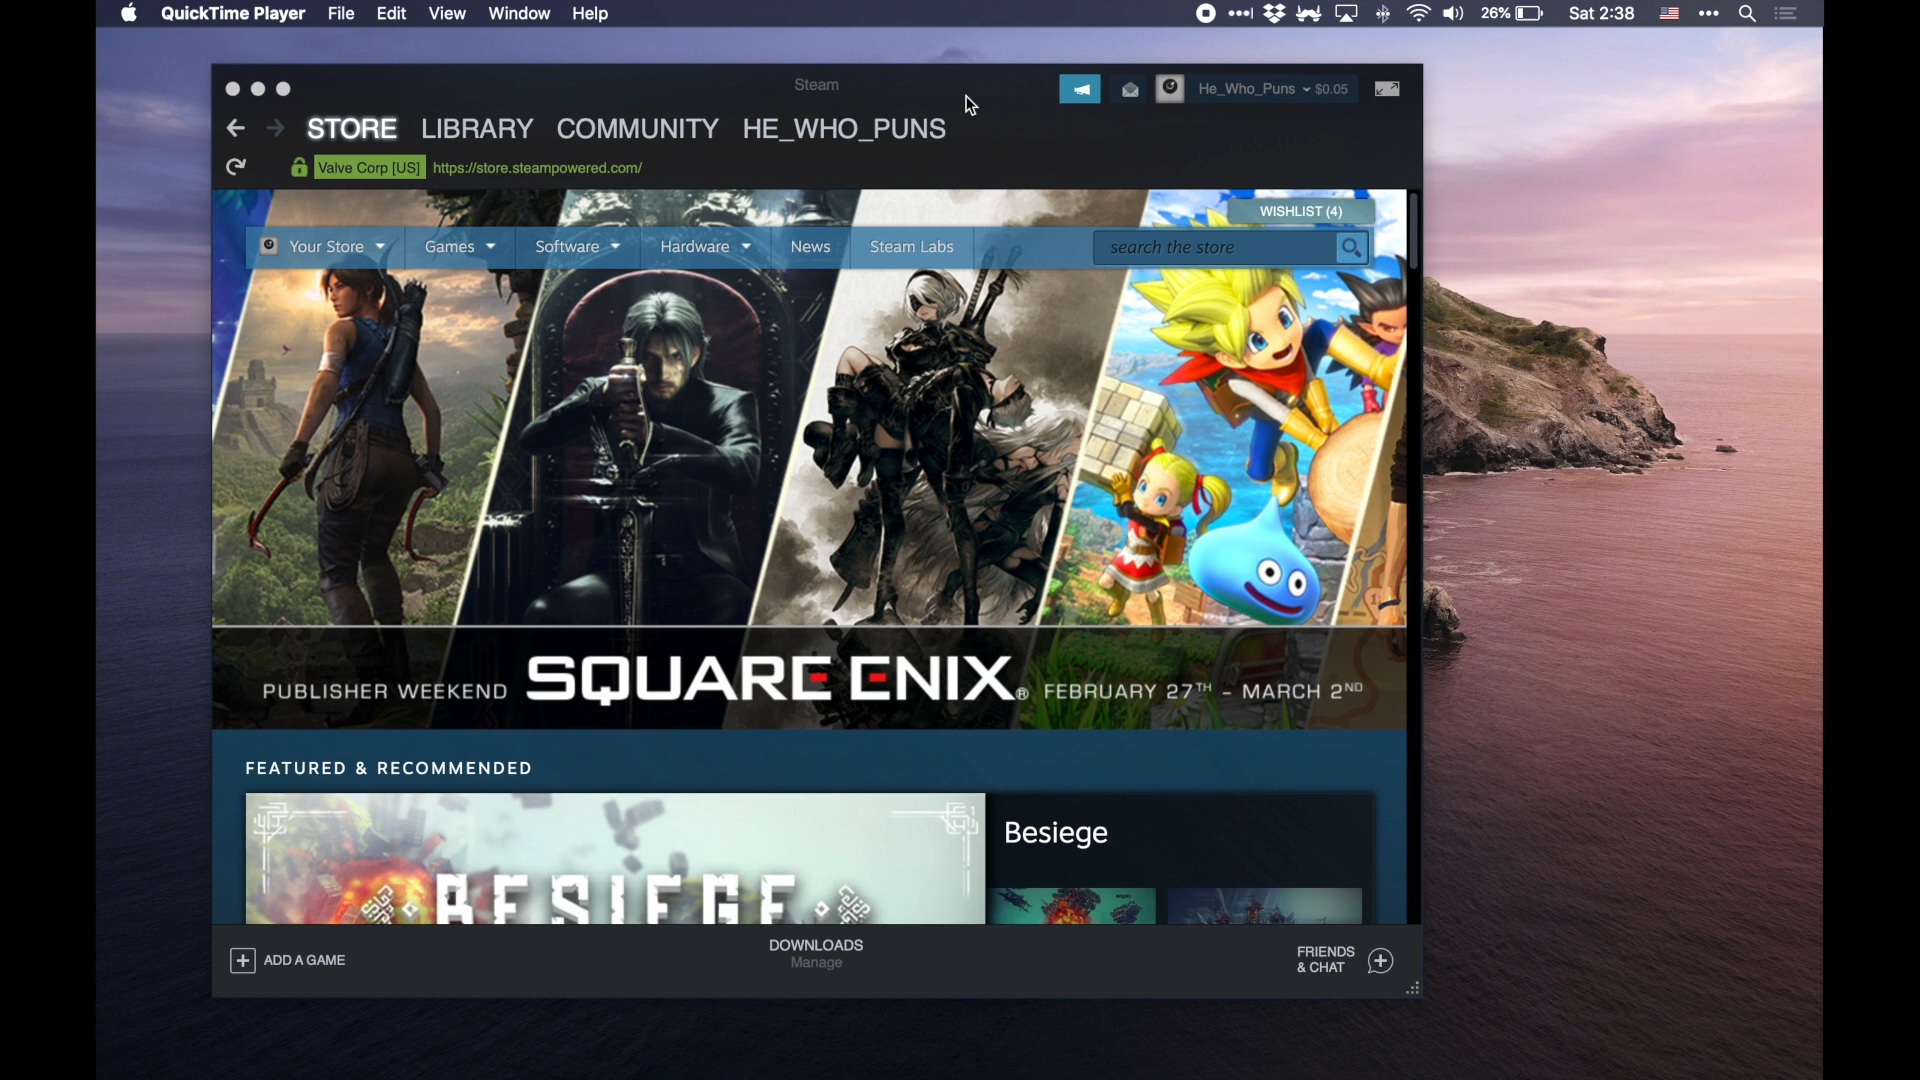 QuickTime Player File Edit View Window Help 26% Sat 2:38
Steam
He_Who_Puns $0.05
STORE LIBRARY COMMUNITY HE_WHO_PUNS
Valve Corp [US] https://store.steampowered.com/
WISHLIST (4)
Your Store Games Software Hardware News Steam Labs search the store
PUBLISHER WEEKEND SQUARE ENIX® FEBRUARY 27TH - MARCH 2ND
FEATURED & RECOMMENDED
Besiege
BESIEGE
ADD A GAME
DOWNLOADS
Manage
FRIENDS
& CHAT